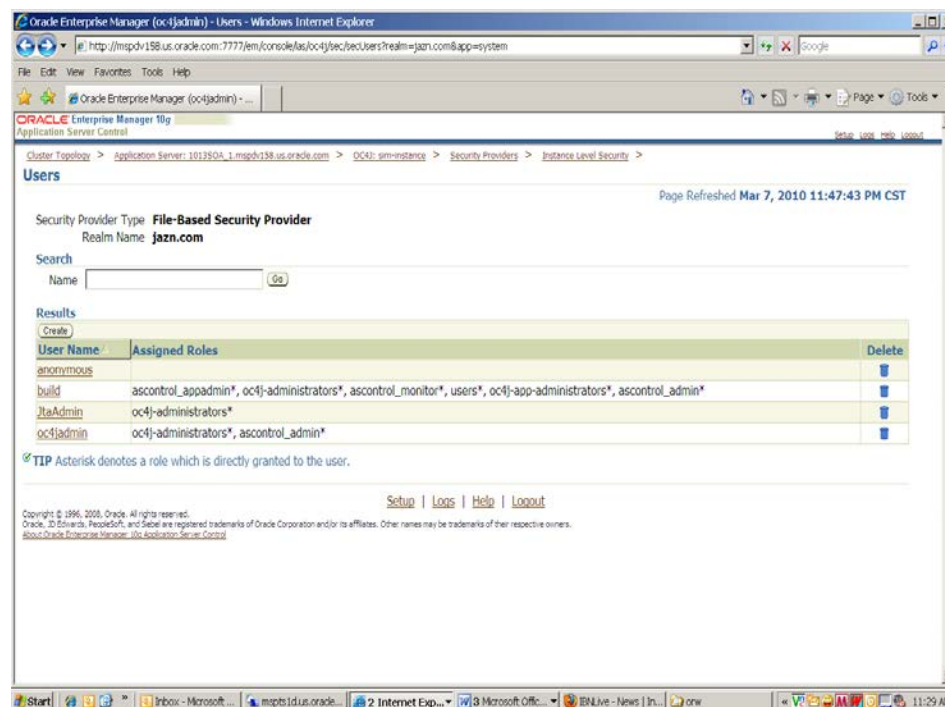 Oracle Enterprise Manager (oc4jadmin) - Users - Windows Internet Explorer
http://mspdv158.us.oracle.com:7777/em/console/ias/oc4j/sec/secUsers?realm=jazn.com&app=system
Google
File Edit View Favorites Tools Help
Oracle Enterprise Manager (oc4jadmin) - ...
Page Tools
ORACLE Enterprise Manager 10g
Application Server Control
Setup Logs Help Logout
Cluster Topology > Application Server: 1013SOA_1.mspdv158.us.oracle.com > OC4J: sim-instance > Security Providers > Instance Level Security >
Users
Page Refreshed Mar 7, 2010 11:47:43 PM CST
Security Provider Type File-Based Security Provider
Realm Name jazn.com
Search
Name Go
Results
Create
User Name Assigned Roles Delete
anonymous
build ascontrol_appadmin*, oc4j-administrators*, ascontrol_monitor*, users*, oc4j-app-administrators*, ascontrol_admin*
JtaAdmin oc4j-administrators*
oc4jadmin oc4j-administrators*, ascontrol_admin*
TIP Asterisk denotes a role which is directly granted to the user.
Setup | Logs | Help | Logout
Copyright © 1996, 2008, Oracle. All rights reserved.
Oracle, JD Edwards, PeopleSoft, and Siebel are registered trademarks of Oracle Corporation and/or its affiliates. Other names may be trademarks of their respective owners.
About Oracle Enterprise Manager 10g Application Server Control
Start Inbox - Microsoft ... mspts1d.us.oracle... 2 Internet Exp... 3 Microsoft Offic... IBNLive - News | In... orw 11:29 A